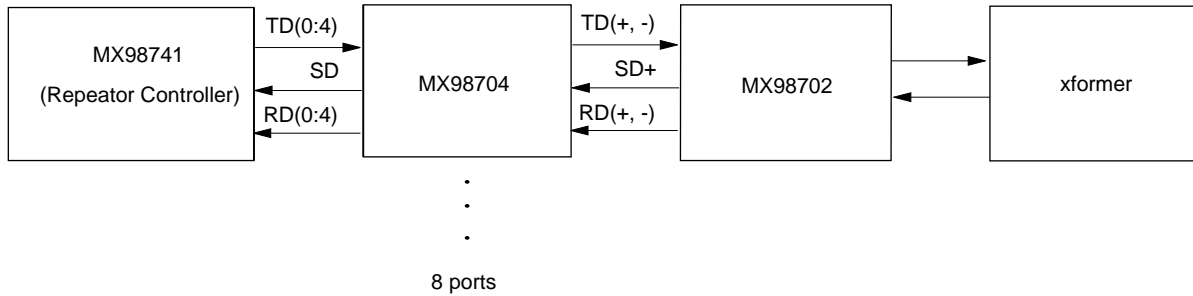 MX98741
(Repeator Controller)
TD(0:4)
SD
RD(0:4)
MX98704
TD(+, -)
SD+
RD(+, -)
MX98702
xformer
8 ports